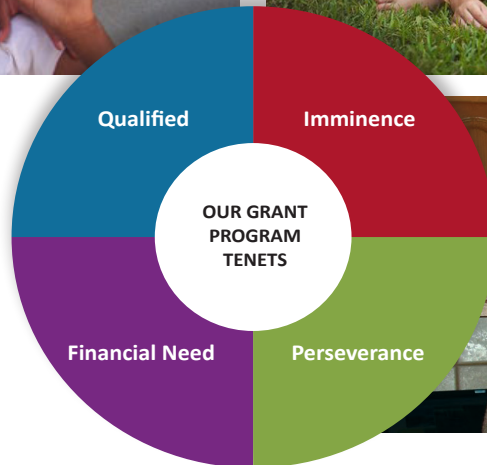 Qualified
Imminence
OUR GRANT
PROGRAM
TENETS
Financial Need
Perseverance